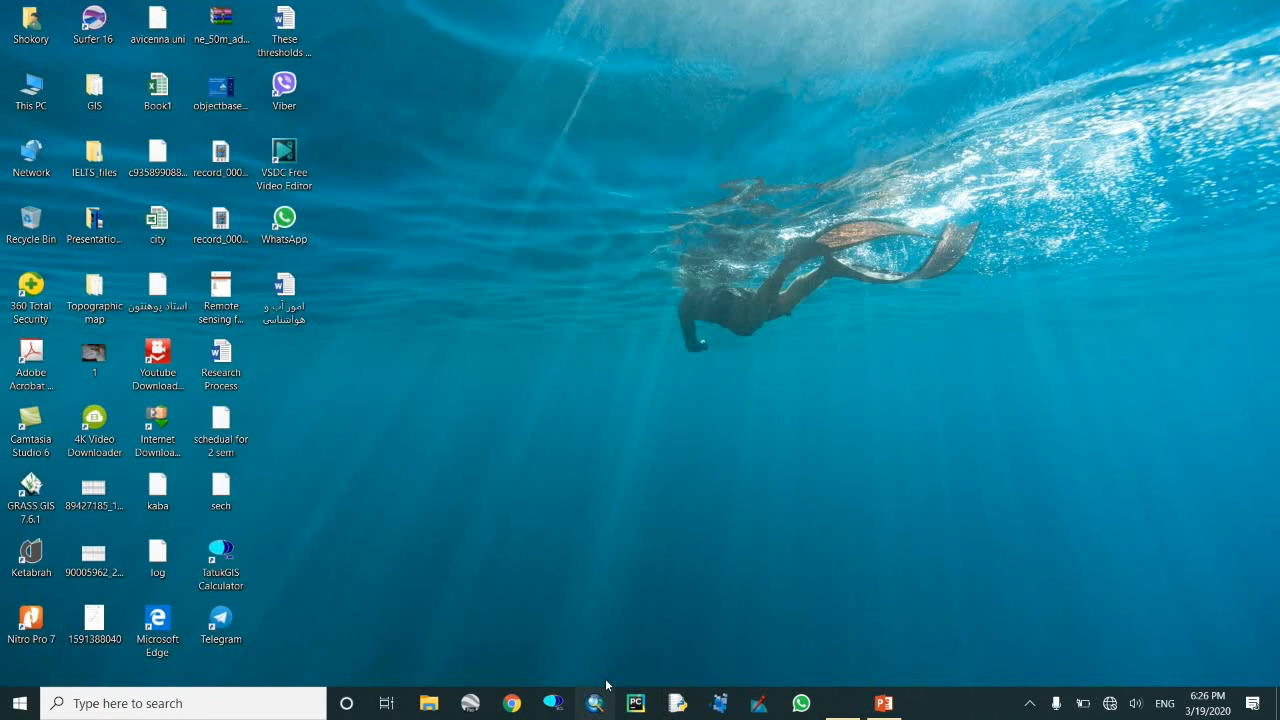 Shokory
Surfer 16
avicenna uni
ne_50m_ad...
These
thresholds ...
This PC
GIS
Book1
objectbase...
Viber
Network
IELTS_files
c935899088...
record_000...
VSDC Free
Video Editor
Recycle Bin
Presentatio...
city
record_000...
WhatsApp
360 Total
Security
Topographic
map
استاد پوهنتون
Remote
sensing f...
امور آب و
هواشناسی
Adobe
Acrobat ...
1
Youtube
Download...
Research
Process
Camtasia
Studio 6
4K Video
Downloader
Internet
Downloa...
schedual for
2 sem
GRASS GIS
7.6.1
89427185_1...
kaba
sech
Ketabrah
90005962_2...
log
TatukGIS
Calculator
Nitro Pro 7
1591388040
Microsoft
Edge
Telegram
Type here to search
PC
ENG
6:26 PM
3/19/2020